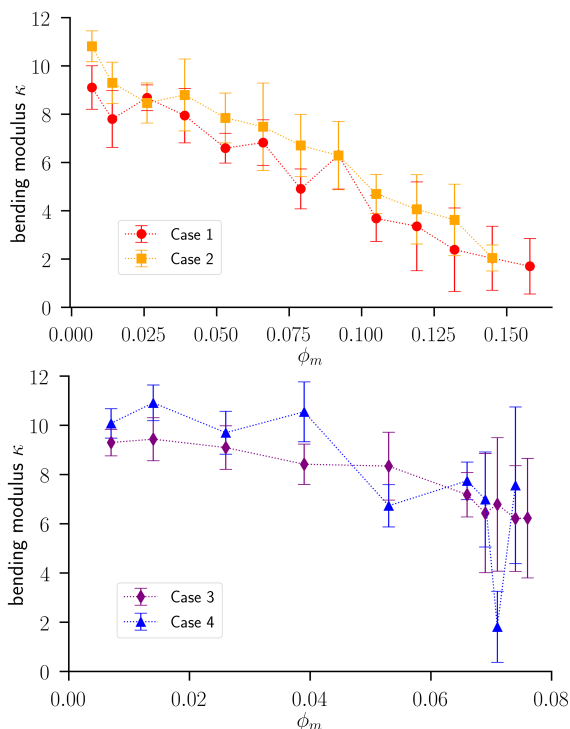 12
10
8
6
4
2
0
bending modulus κ
Case 1
Case 2
0.000 0.025 0.050 0.075 0.100 0.125 0.150
ϕm
12
10
8
6
4
2
0
bending modulus κ
Case 3
Case 4
0.00 0.02 0.04 0.06 0.08
ϕm